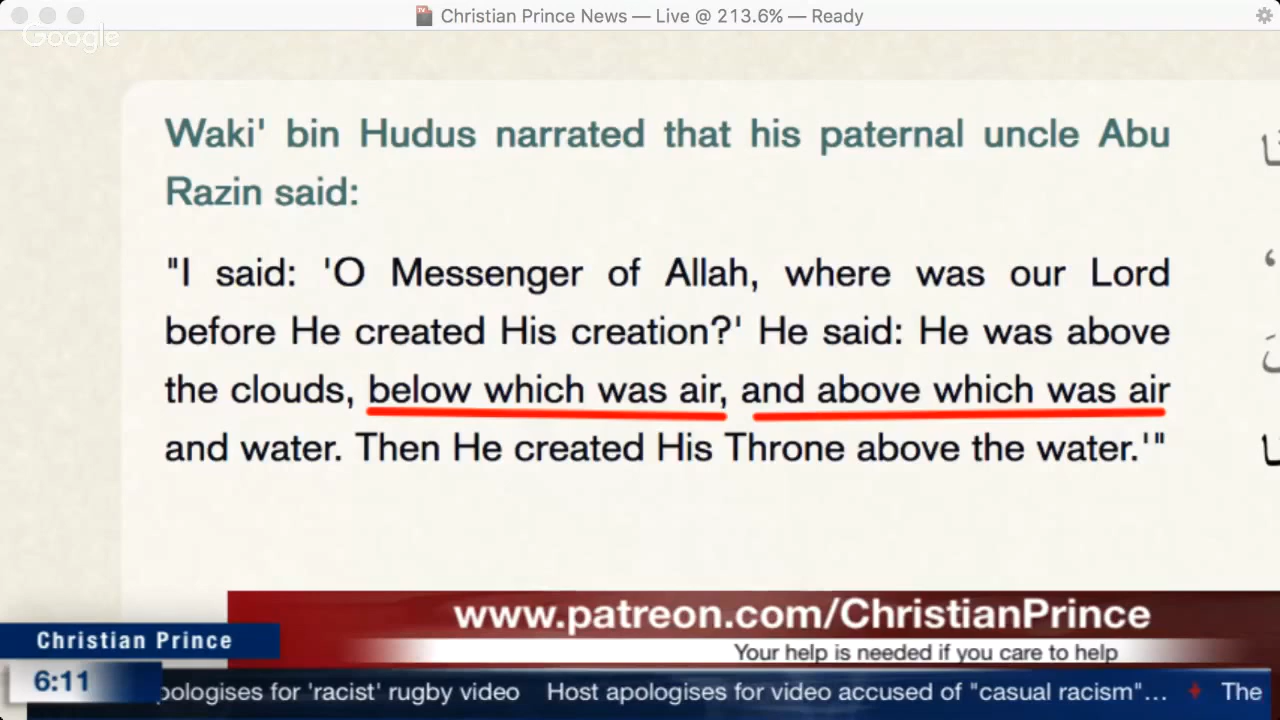 Christian Prince News — Live @ 213.6% — Ready
Google
Waki' bin Hudus narrated that his paternal uncle Abu
Razin said:
"I said: 'O Messenger of Allah, where was our Lord
before He created His creation?' He said: He was above
the clouds, below which was air, and above which was air
and water. Then He created His Throne above the water.'"
www.patreon.com/ChristianPrince
Your help is needed if you care to help
Christian Prince
6:11
pologises for 'racist' rugby video Host apologises for video accused of "casual racism"... The